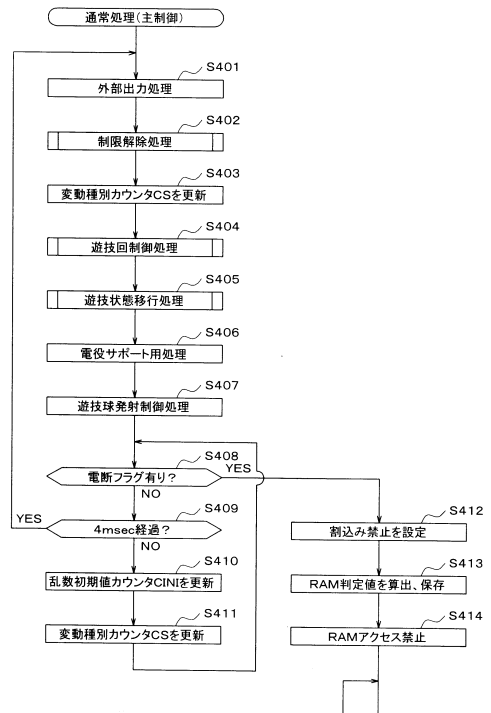 通常処理(主制御)
S401
外部出力処理
S402
制限解除処理
S403
変動種別カウンタCSを更新
S404
遊技回制御処理
S405
遊技状態移行処理
S406
電役サポート用処理
S407
遊技球発射制御処理
S408
電断フラグ有り?
YES
NO
S409
YES
4msec経過?
NO
S410
乱数初期値カウンタCINIを更新
S411
変動種別カウンタCSを更新
S412
割込み禁止を設定
S413
RAM判定値を算出、保存
S414
RAMアクセス禁止